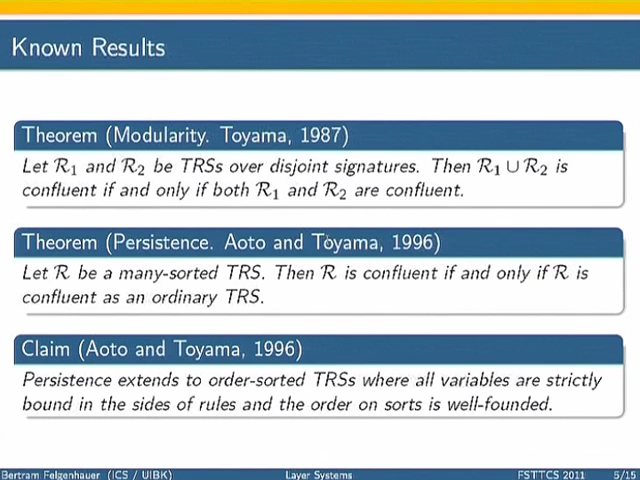 Known Results
Theorem (Modularity. Toyama, 1987)
Let R₁ and R₂ be TRSs over disjoint signatures. Then R₁ ∪ R₂ is
confluent if and only if both R₁ and R₂ are confluent.
Theorem (Persistence. Aoto and Toyama, 1996)
Let R be a many-sorted TRS. Then R is confluent if and only if R is
confluent as an ordinary TRS.
Claim (Aoto and Toyama, 1996)
Persistence extends to order-sorted TRSs where all variables are strictly
bound in the sides of rules and the order on sorts is well-founded.
Bertram Felgenhauer (ICS / UIBK) Layer Systems FSTTCS 2011 5/15